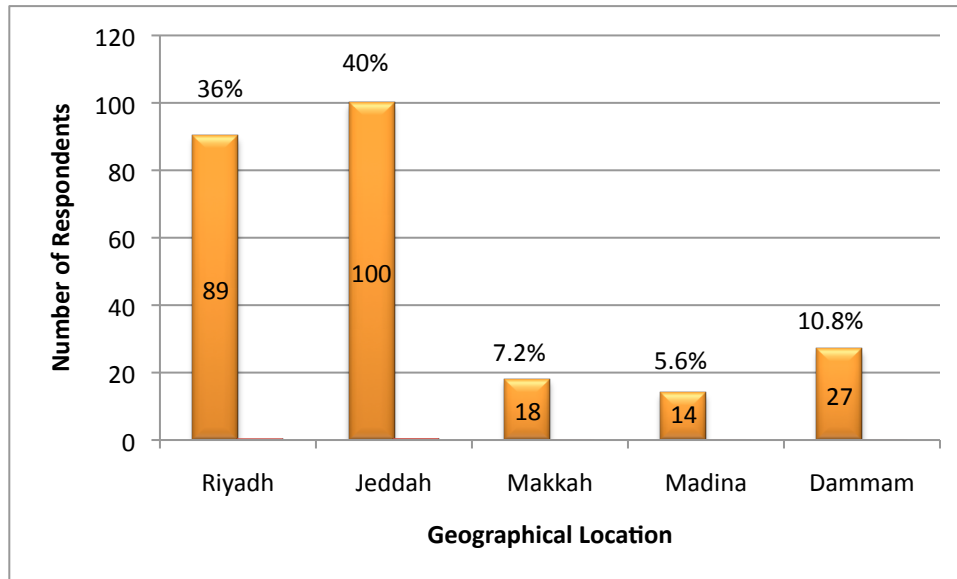 Number of Respondents
120
100
80
60
40
20
0
36%
40%
7.2%
5.6%
10.8%
89
100
18
14
27
Riyadh
Jeddah
Makkah
Madina
Dammam
Geographical Location